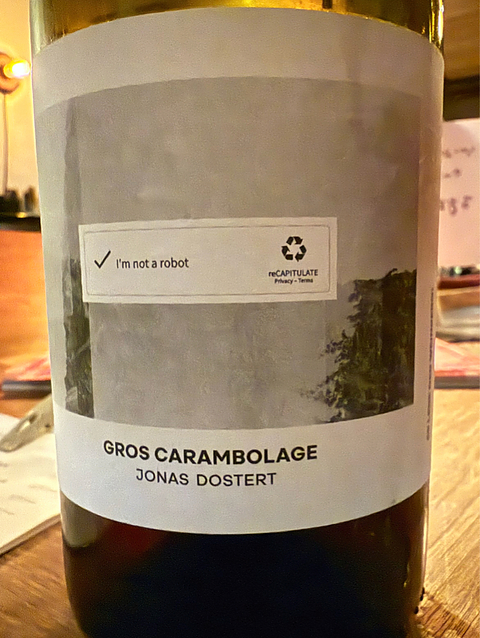 ✓ I'm not a robot
reCAPITULATE
Privacy - Terms
GROS CARAMBOLAGE
JONAS DOSTERT